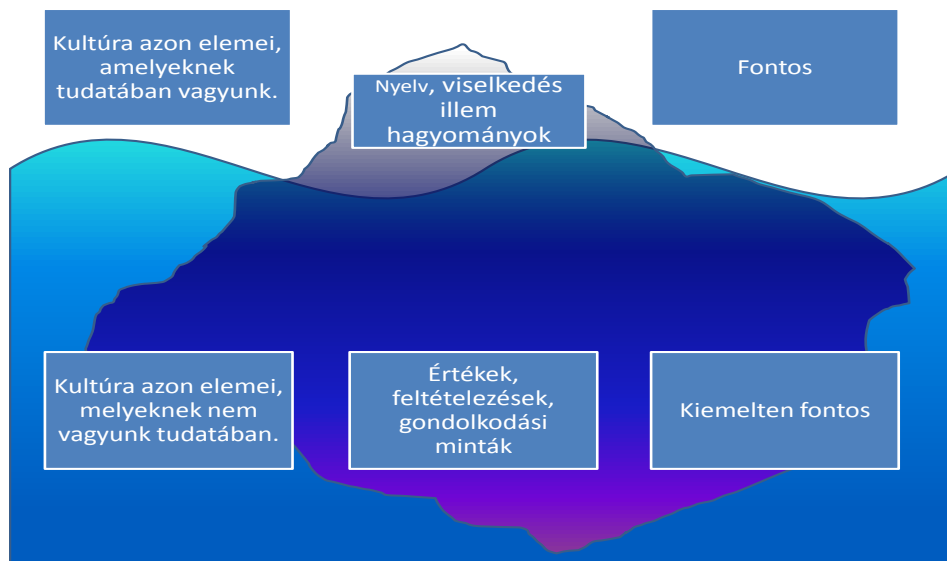 Kultúra azon elemei,
amelyeknek
tudatában vagyunk.
Nyelv, viselkedés
illem
hagyományok
Fontos
Kultúra azon elemei,
melyeknek nem
vagyunk tudatában.
Értékek,
feltételezések,
gondolkodási
minták
Kiemelten fontos